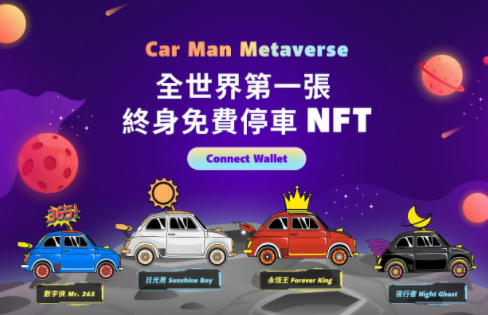 Car Man Metaverse
全世界第一張
終身免費停車 NFT
Connect Wallet
365!
數字俠 Mr. 365
日光男 Sunshine Boy
永恆王 Forever King
夜行者 Night Ghost